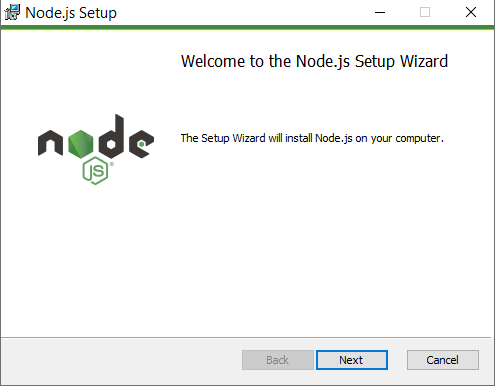 Node.js Setup
Welcome to the Node.js Setup Wizard
The Setup Wizard will install Node.js on your computer.
node
JS®
Back
Next
Cancel